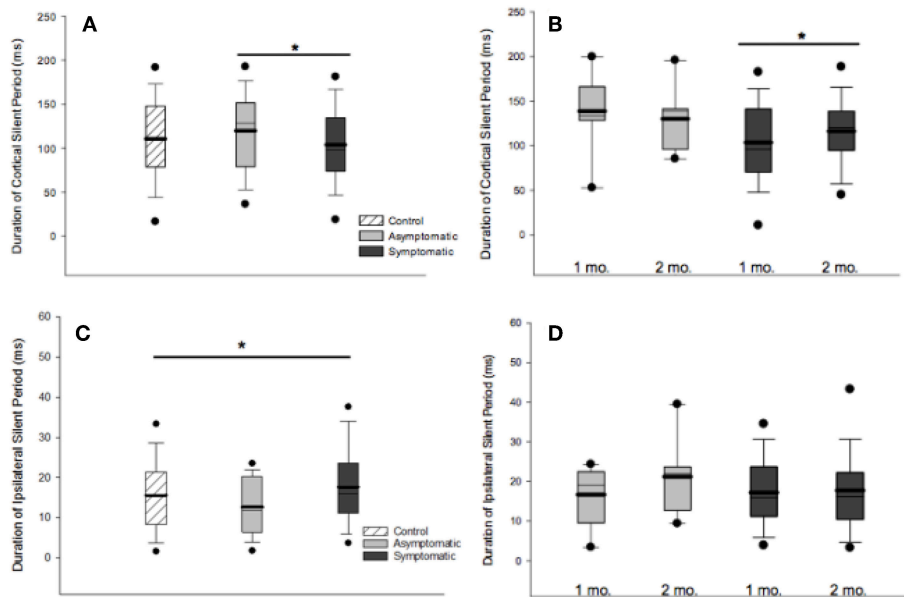 A
Duration of Cortical Silent Period (ms)
250
200
150
100
50
0
*
Control
Asymptomatic
Symptomatic
B
Duration of Cortical Silent Period (ms)
250
200
150
100
50
0
*
1 mo. 2 mo. 1 mo. 2 mo.
C
Duration of Ipsilateral Silent Period (ms)
60
50
40
30
20
10
0
*
Control
Asymptomatic
Symptomatic
D
Duration of Ipsilateral Silent Period (ms)
60
50
40
30
20
10
0
1 mo. 2 mo. 1 mo. 2 mo.